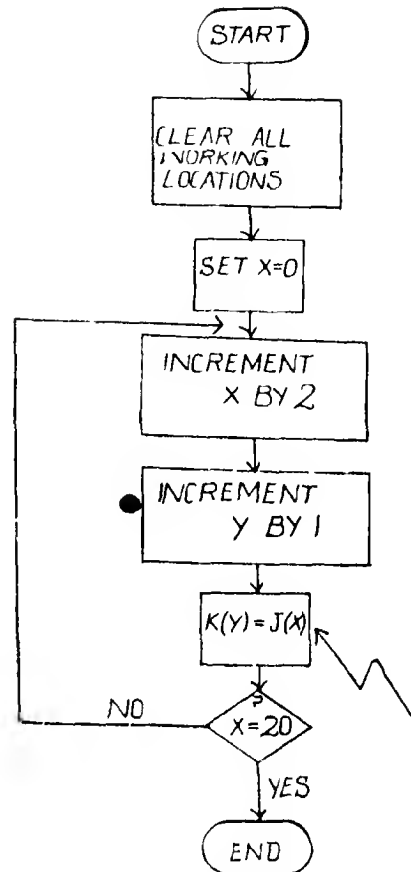 START
CLEAR ALL
WORKING
LOCATIONS
SET X=0
INCREMENT
X BY 2
INCREMENT
Y BY 1
K(Y)=J(X)
?
X=20
NO
YES
END